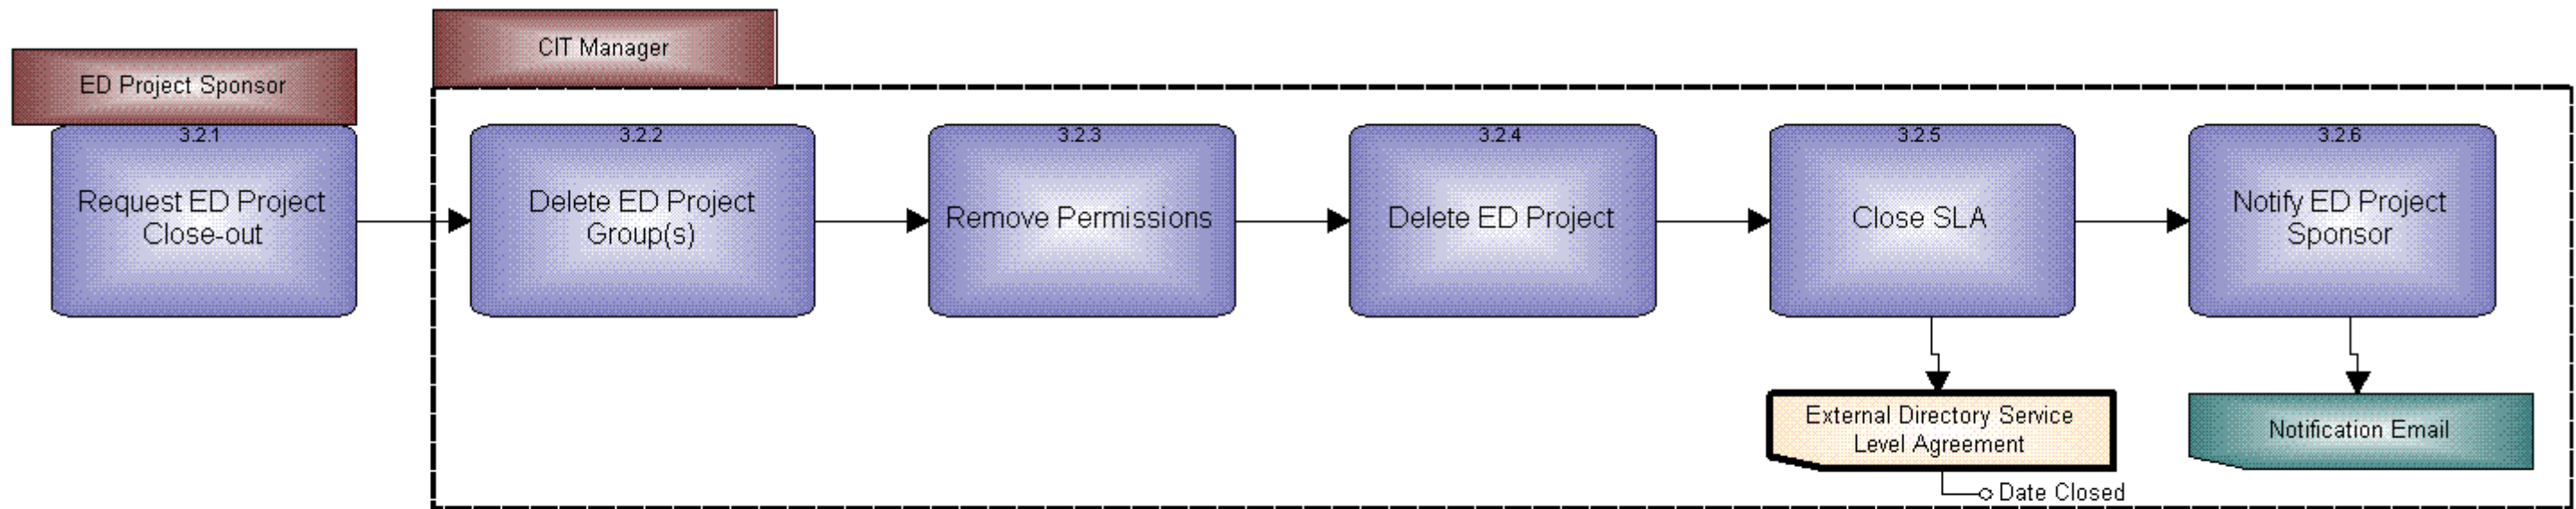 CIT Manager
ED Project Sponsor
3.2.1
Request ED Project
Close-out
3.2.2
Delete ED Project
Group(s)
3.2.3
Remove Permissions
3.2.4
Delete ED Project
3.2.5
Close SLA
3.2.6
Notify ED Project
Sponsor
External Directory Service
Level Agreement
Date Closed
Notification Email